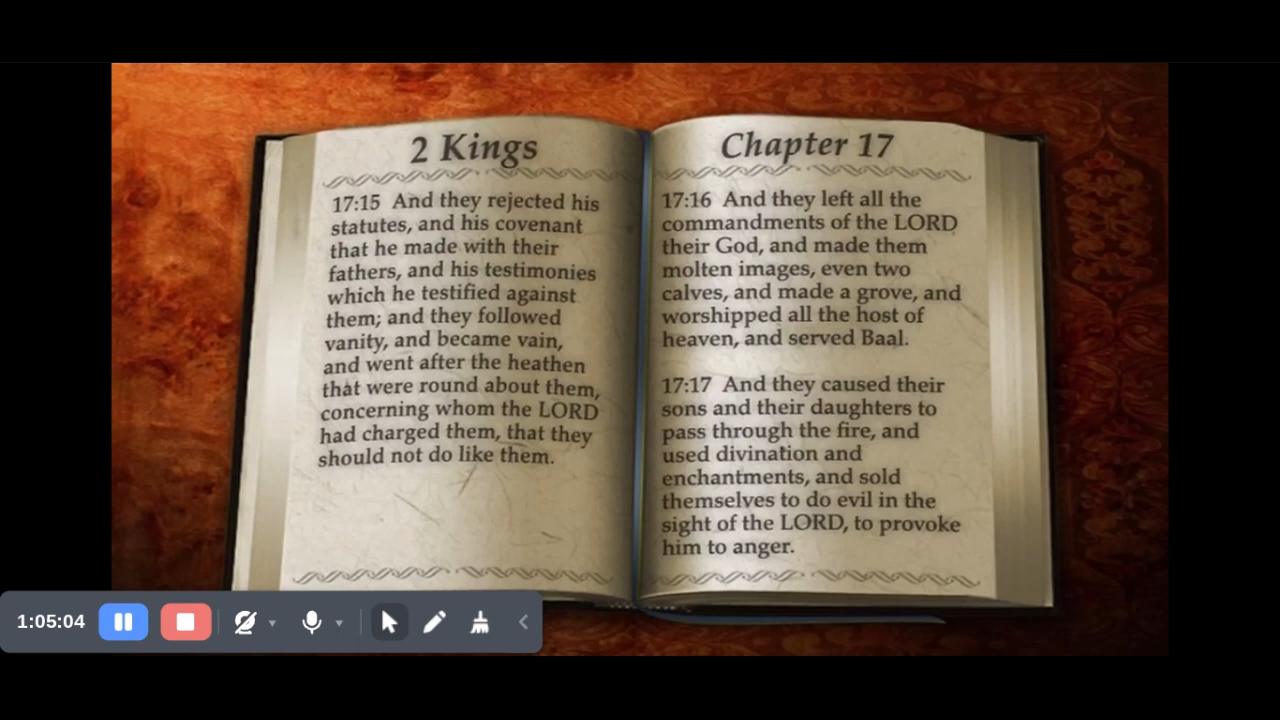 2 Kings
17:15 And they rejected his
statutes, and his covenant
that he made with their
fathers, and his testimonies
which he testified against
them; and they followed
vanity, and became vain,
and went after the heathen
that were round about them,
concerning whom the LORD
had charged them, that they
should not do like them.
Chapter 17
17:16 And they left all the
commandments of the LORD
their God, and made them
molten images, even two
calves, and made a grove, and
worshipped all the host of
heaven, and served Baal.
17:17 And they caused their
sons and their daughters to
pass through the fire, and
used divination and
enchantments, and sold
themselves to do evil in the
sight of the LORD, to provoke
him to anger.
1:05:04